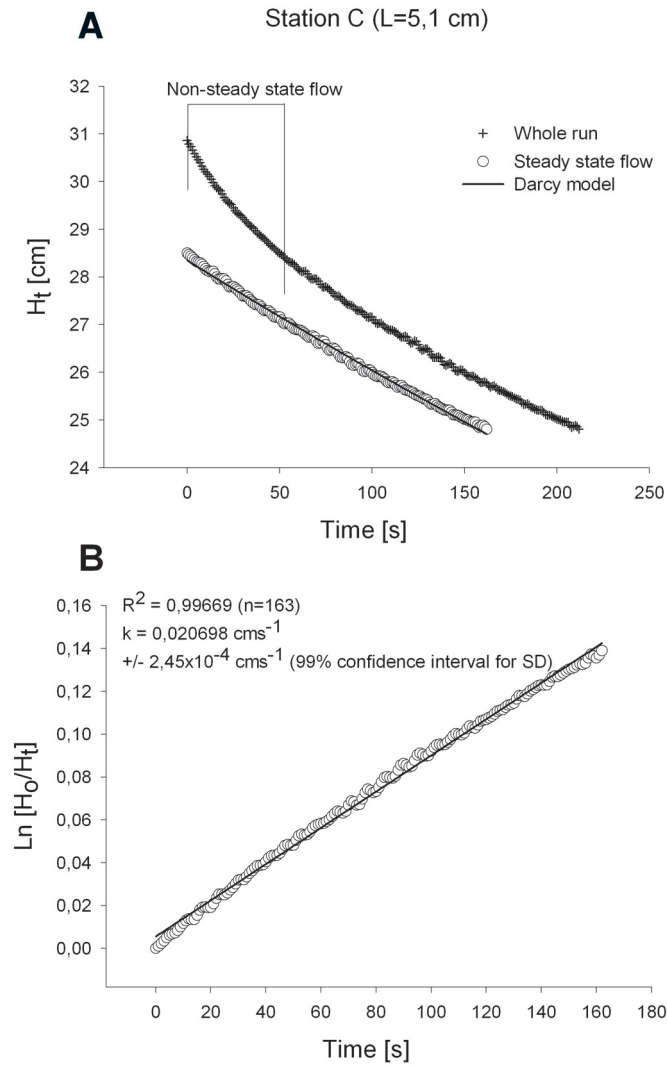 A
Station C (L=5,1 cm)
32
31
30
29
28
27
26
25
24
Non-steady state flow
Whole run
Steady state flow
Darcy model
Ht [cm]
0
50
100
150
200
250
Time [s]
B
0,16
0,14
0,12
0,10
0,08
0,06
0,04
0,02
0,00
R2 = 0,99669 (n=163)
k = 0,020698 cms-1
+/- 2,45x10-4 cms-1 (99% confidence interval for SD)
Ln [Ho/Ht]
0
20
40
60
80
100
120
140
160
180
Time [s]